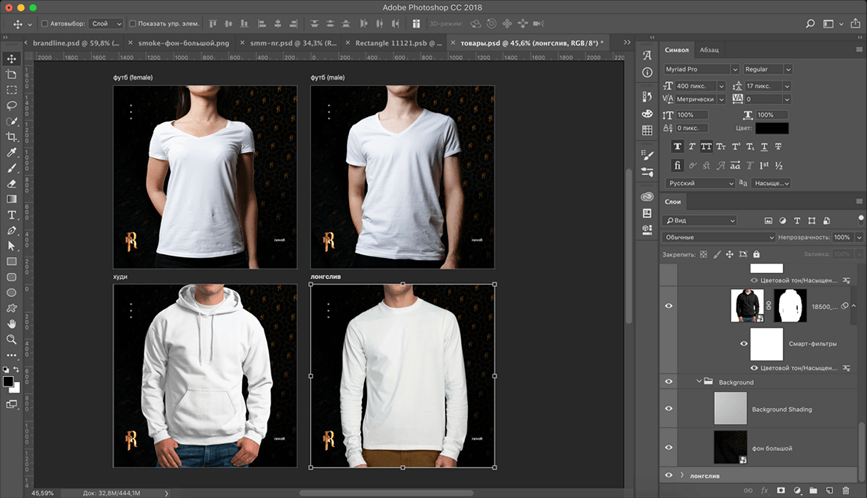 Adobe Photoshop CC 2018
Автовыбор: Слой Показать упр. элем. 3D-режим:
brandline.psd @ 59,8% (... smoke-фон-большой.png smm-nr.psd @ 34,3% (R... Rectangle 11121.psb @ ... товары.psd @ 45,6% (лонгслив, RGB/8*) *
футб (female) футб (male)
худи лонгслив
45,59% Док: 32,8M/444,1M
Символ Абзац
Myriad Pro Regular
400 пикс. 17 пикс.
Метрически 0
100% 100%
0 пикс. Цвет:
Русский Насыще...
Слои
Вид
Обычные Непрозрачность: 100%
Закрепить: Заливка: 100%
Цветовой тон/Насыщен...
18500_...
Смарт-фильтры
Цветовой тон/Насыщен...
Background
Background Shading
фон большой
лонгслив